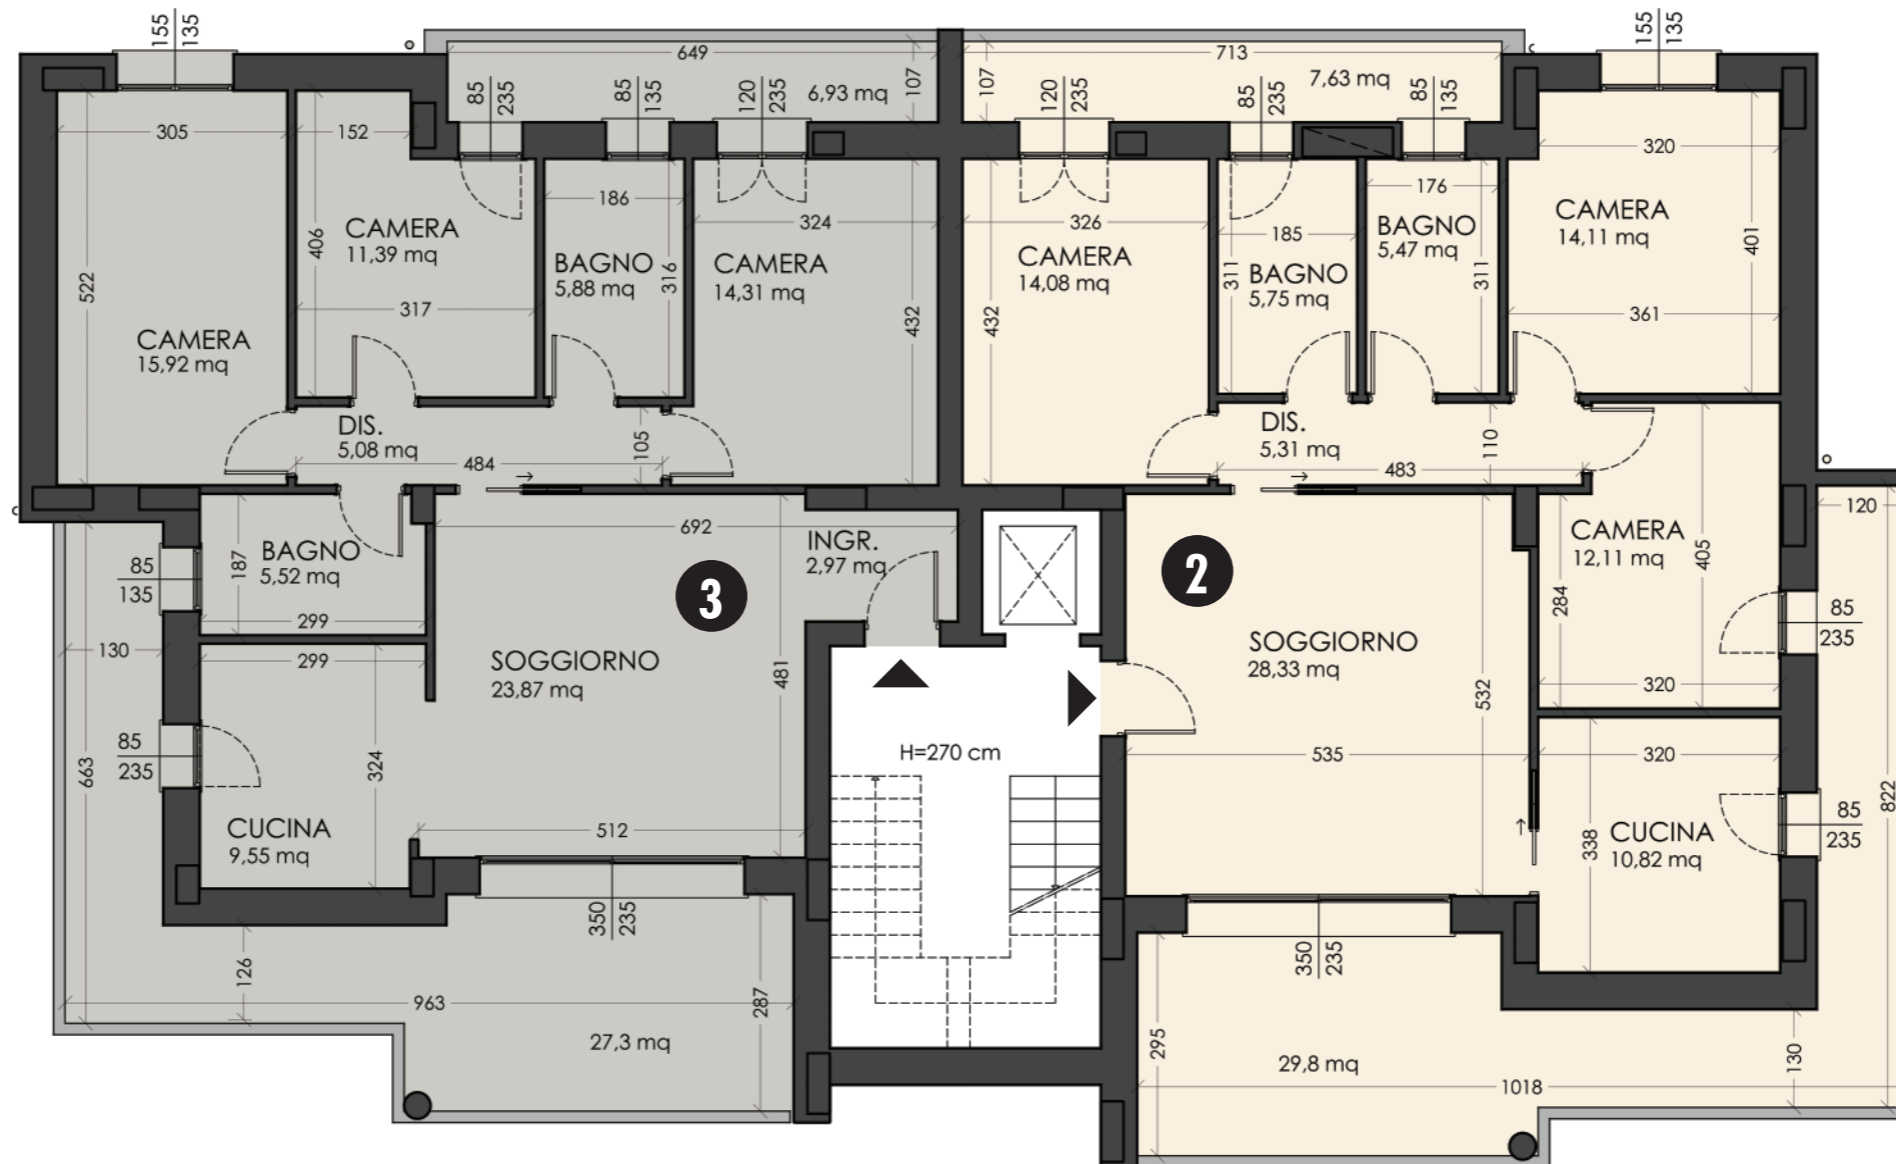 155
135
649
107
6,93 mq
713
107
7,63 mq
155
135
85
235
85
135
120
235
120
235
85
235
85
135
305
152
320
406
CAMERA
11,39 mq
317
186
BAGNO
5,88 mq
316
324
CAMERA
14,31 mq
432
326
CAMERA
14,08 mq
432
185
311
BAGNO
5,75 mq
176
BAGNO
5,47 mq
311
CAMERA
14,11 mq
401
361
522
CAMERA
15,92 mq
DIS.
5,08 mq
484
105
DIS.
5,31 mq
483
110
120
692
INGR.
2,97 mq
3
2
187
BAGNO
5,52 mq
299
85
135
130
CAMERA
12,11 mq
405
284
320
85
235
299
SOGGIORNO
23,87 mq
481
SOGGIORNO
28,33 mq
532
535
320
85
235
663
324
H=270 cm
CUCINA
9,55 mq
512
CUCINA
10,82 mq
338
85
235
822
350
235
350
235
126
963
287
27,3 mq
295
29,8 mq
130
1018